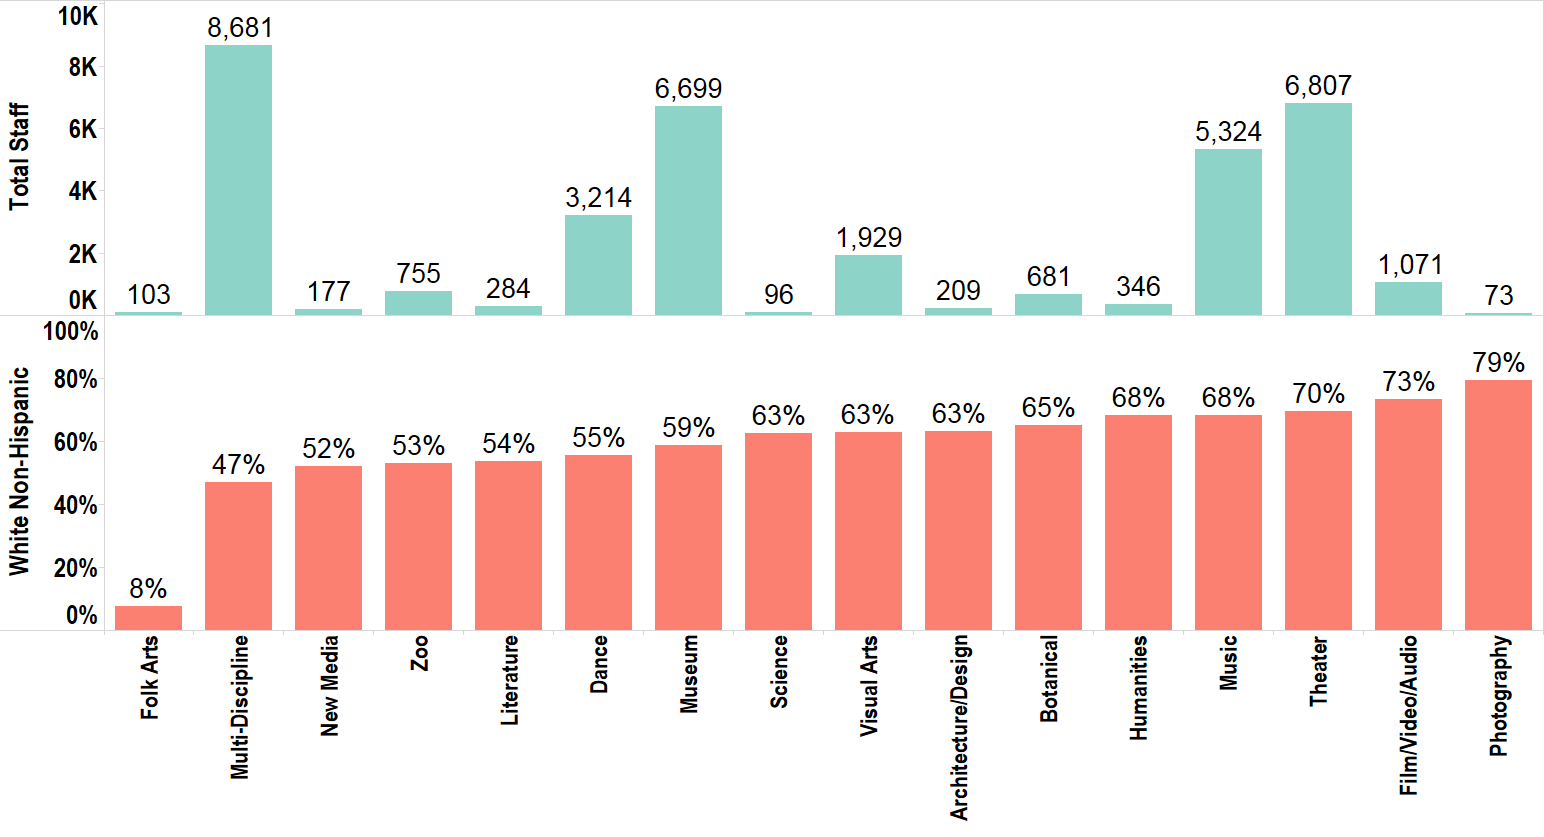 10K
8K
6K
4K
2K
0K
Total Staff
103
8,681
177
755
284
3,214
6,699
96
1,929
209
681
346
5,324
6,807
1,071
73
100%
80%
60%
40%
20%
0%
White Non-Hispanic
8%
47%
52%
53%
54%
55%
59%
63%
63%
63%
65%
68%
68%
70%
73%
79%
Folk Arts
Multi-Discipline
New Media
Zoo
Literature
Dance
Museum
Science
Visual Arts
Architecture/Design
Botanical
Humanities
Music
Theater
Film/Video/Audio
Photography